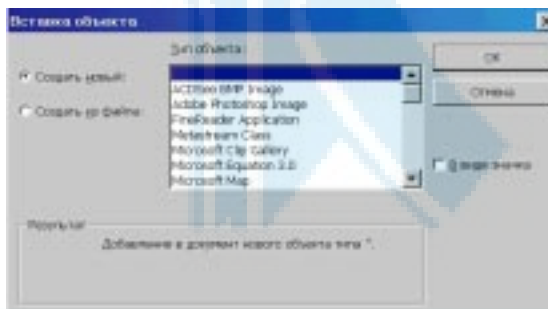 Вставка объекта
Тип объекта:
Создать новый:
Создать из файла:
ACDSee BMP Image
Adobe Photoshop Image
FineReader Application
Metastream Class
Microsoft Clip Gallery
Microsoft Equation 3.0
Microsoft Map
ОК
Отмена
В виде значка
Результат
Добавление в документ нового объекта типа ''.